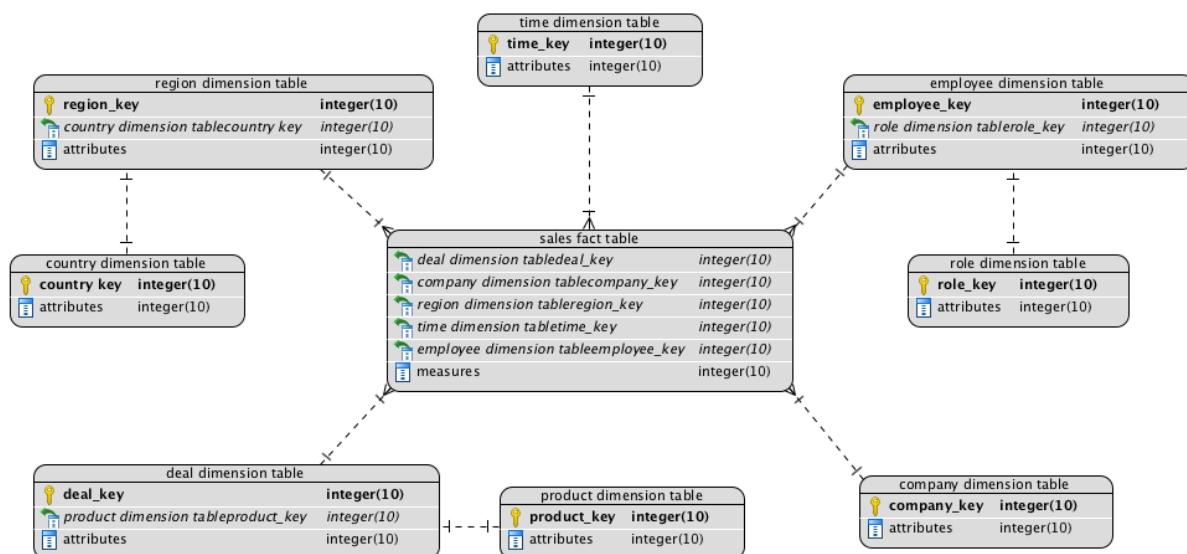 time dimension table
time_key integer(10)
attributes integer(10)
region dimension table
region_key integer(10)
country dimension tablecountry key integer(10)
attributes integer(10)
employee dimension table
employee_key integer(10)
role dimension tablerole_key integer(10)
atrributes integer(10)
country dimension table
country key integer(10)
attributes integer(10)
sales fact table
deal dimension tabledeal_key integer(10)
company dimension tablecompany_key integer(10)
region dimension tableregion_key integer(10)
time dimension tabletime_key integer(10)
employee dimension tableemployee_key integer(10)
measures integer(10)
role dimension table
role_key integer(10)
attributes integer(10)
deal dimension table
deal_key integer(10)
product dimension tableproduct_key integer(10)
attributes integer(10)
product dimension table
product_key integer(10)
attributes integer(10)
company dimension table
company_key integer(10)
attributes integer(10)